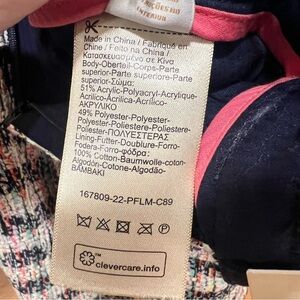 INTERIOR
Made in China / Fabriqué en
Chine / Feito na China /
Κατασκευασμένο σε Κίνα
Body-Oberteil-Corps-Parte
superior-Parte superiore-Parte
superior-Σώμα:
51% Acrylic-Polyacryl-Acrylique-
Acrilico-Acrílica-Acrílico-
ΑΚΡΥΛΙΚΟ
49% Polyester-Polyester-
Polyester-Poliéster-Poliestere-
Poliéster-ΠΟΛΥΕΣΤΕΡΑΣ
Lining-Futter-Doublure-Forro-
Fodera-Forro-φόδρα:
100% Cotton-Baumwolle-coton-
Algodón-Cotone-Algodão-
ΒΑΜΒΑΚΙ
167809-22-PFLM-C89
clevercare.info